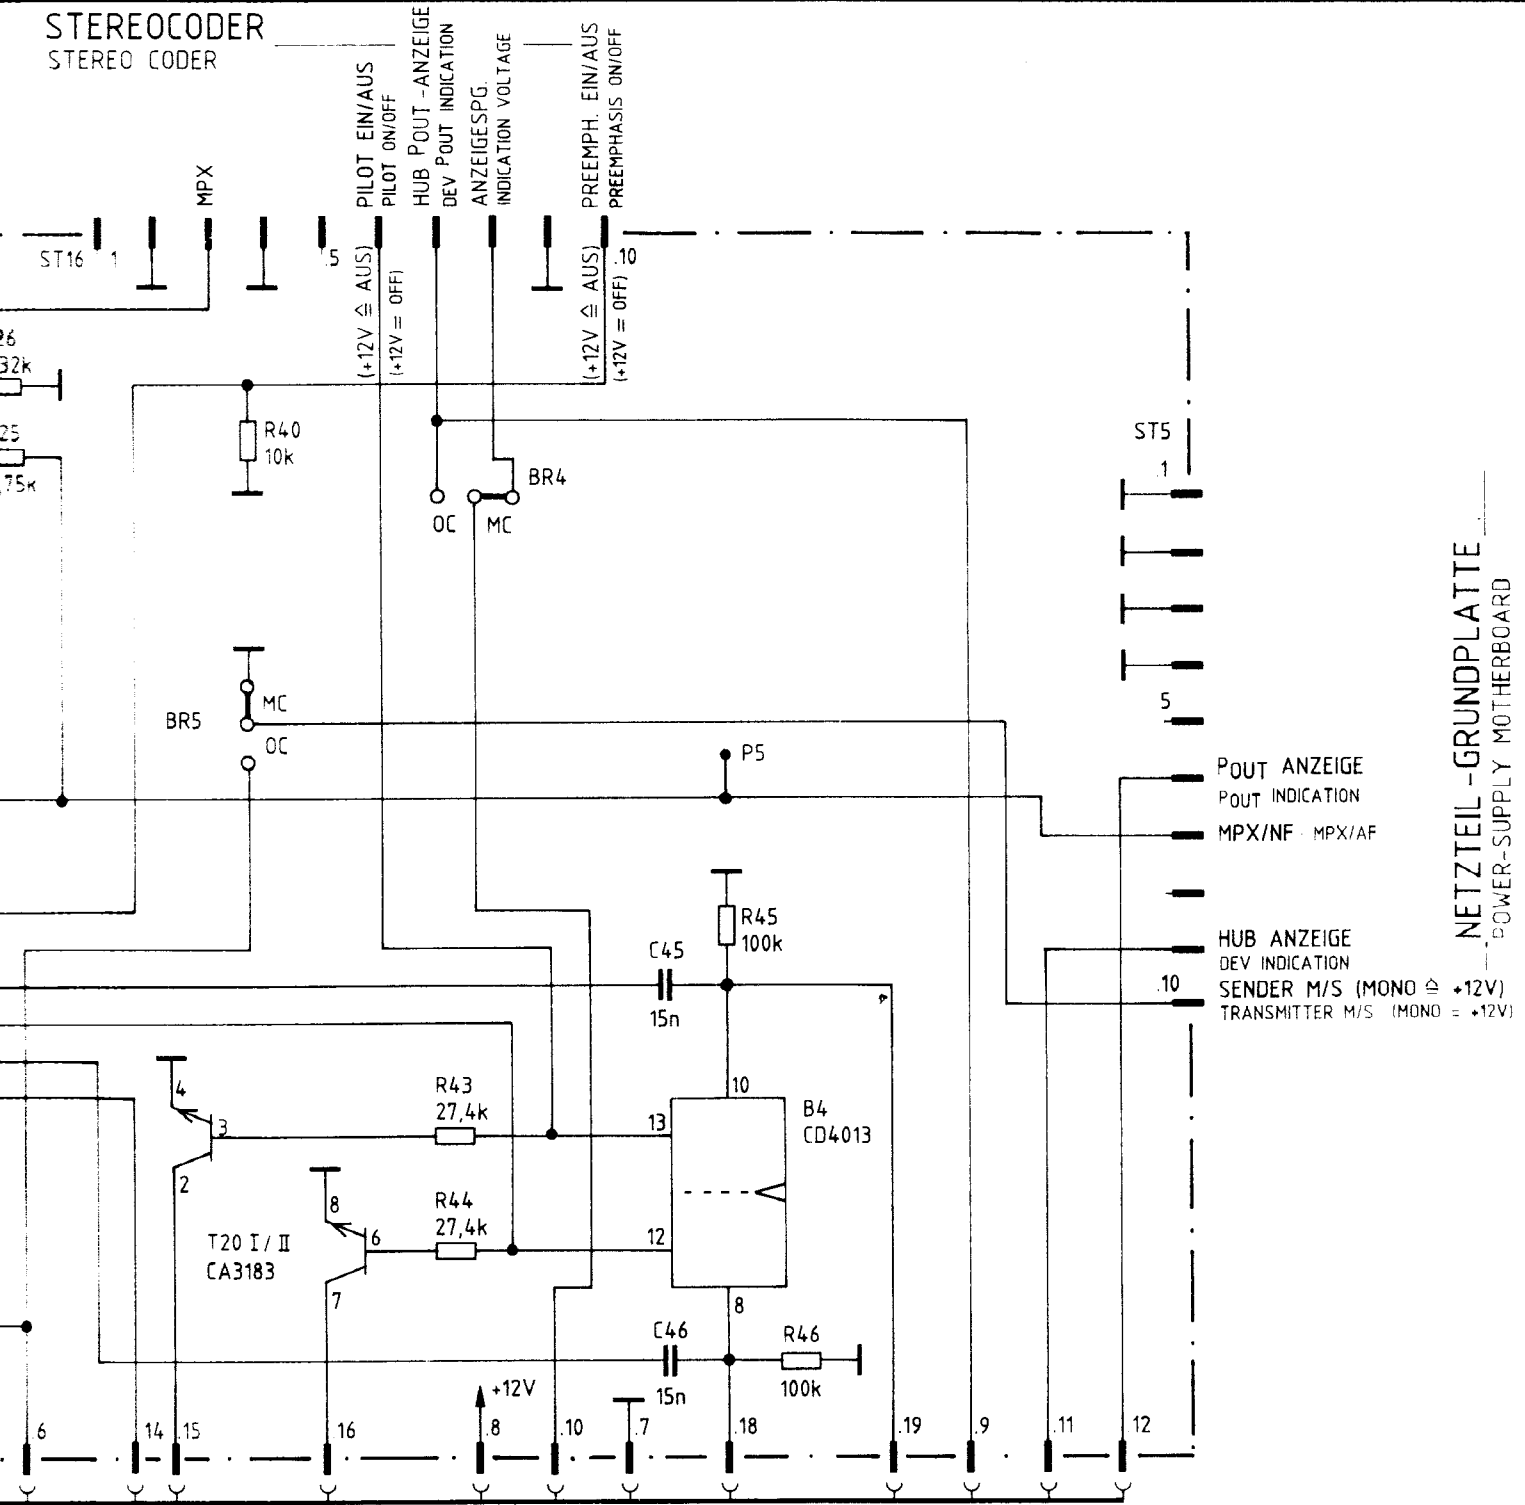 STEREOCODER
STEREO CODER
MPX
PILOT EIN/AUS
PILOT ON/OFF
HUB POUT-ANZEIGE
DEV POUT INDICATION
ANZEIGESPG.
INDICATION VOLTAGE
PREEMPH. EIN/AUS
PREEMPHASIS ON/OFF
ST16
1
.5
(+12V ≙ AUS)
(+12V = OFF)
(+12V ≙ AUS)
(+12V = OFF)
.10
26
32k
25
,75k
R40
10k
BR4
OC
MC
ST5
.1
5
BR5
MC
OC
P5
POUT ANZEIGE
POUT INDICATION
MPX/NF MPX/AF
HUB ANZEIGE
DEV INDICATION
.10
SENDER M/S (MONO ≙ +12V)
TRANSMITTER M/S (MONO = +12V)
NETZTEIL-GRUNDPLATTE
POWER-SUPPLY MOTHERBOARD
R45
100k
C45
15n
10
B4
CD4013
13
12
8
R43
27,4k
R44
27,4k
4
3
2
8
6
7
T20 I/II
CA3183
C46
15n
R46
100k
+12V
.6
14
.15
16
.8
.10
.7
.18
.19
.9
.11
12